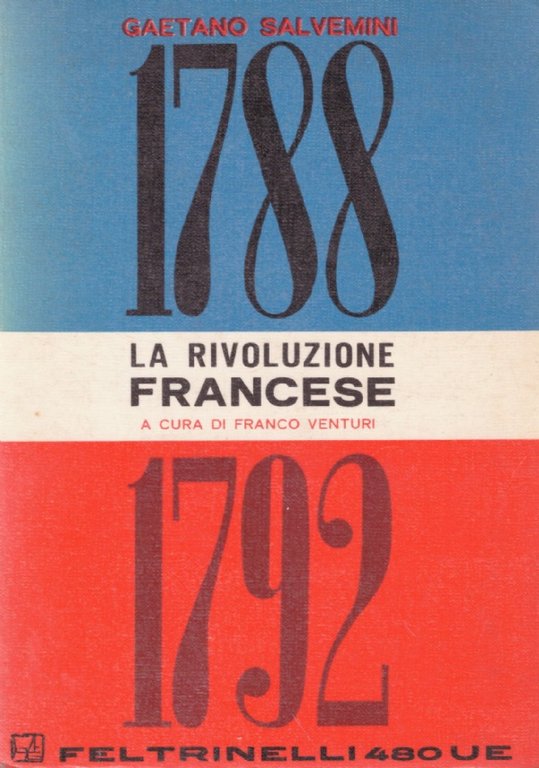 GAETANO SALVEMINI
1788
LA RIVOLUZIONE
FRANCESE
A CURA DI FRANCO VENTURI
1792
FELTRINELLI 480 UE